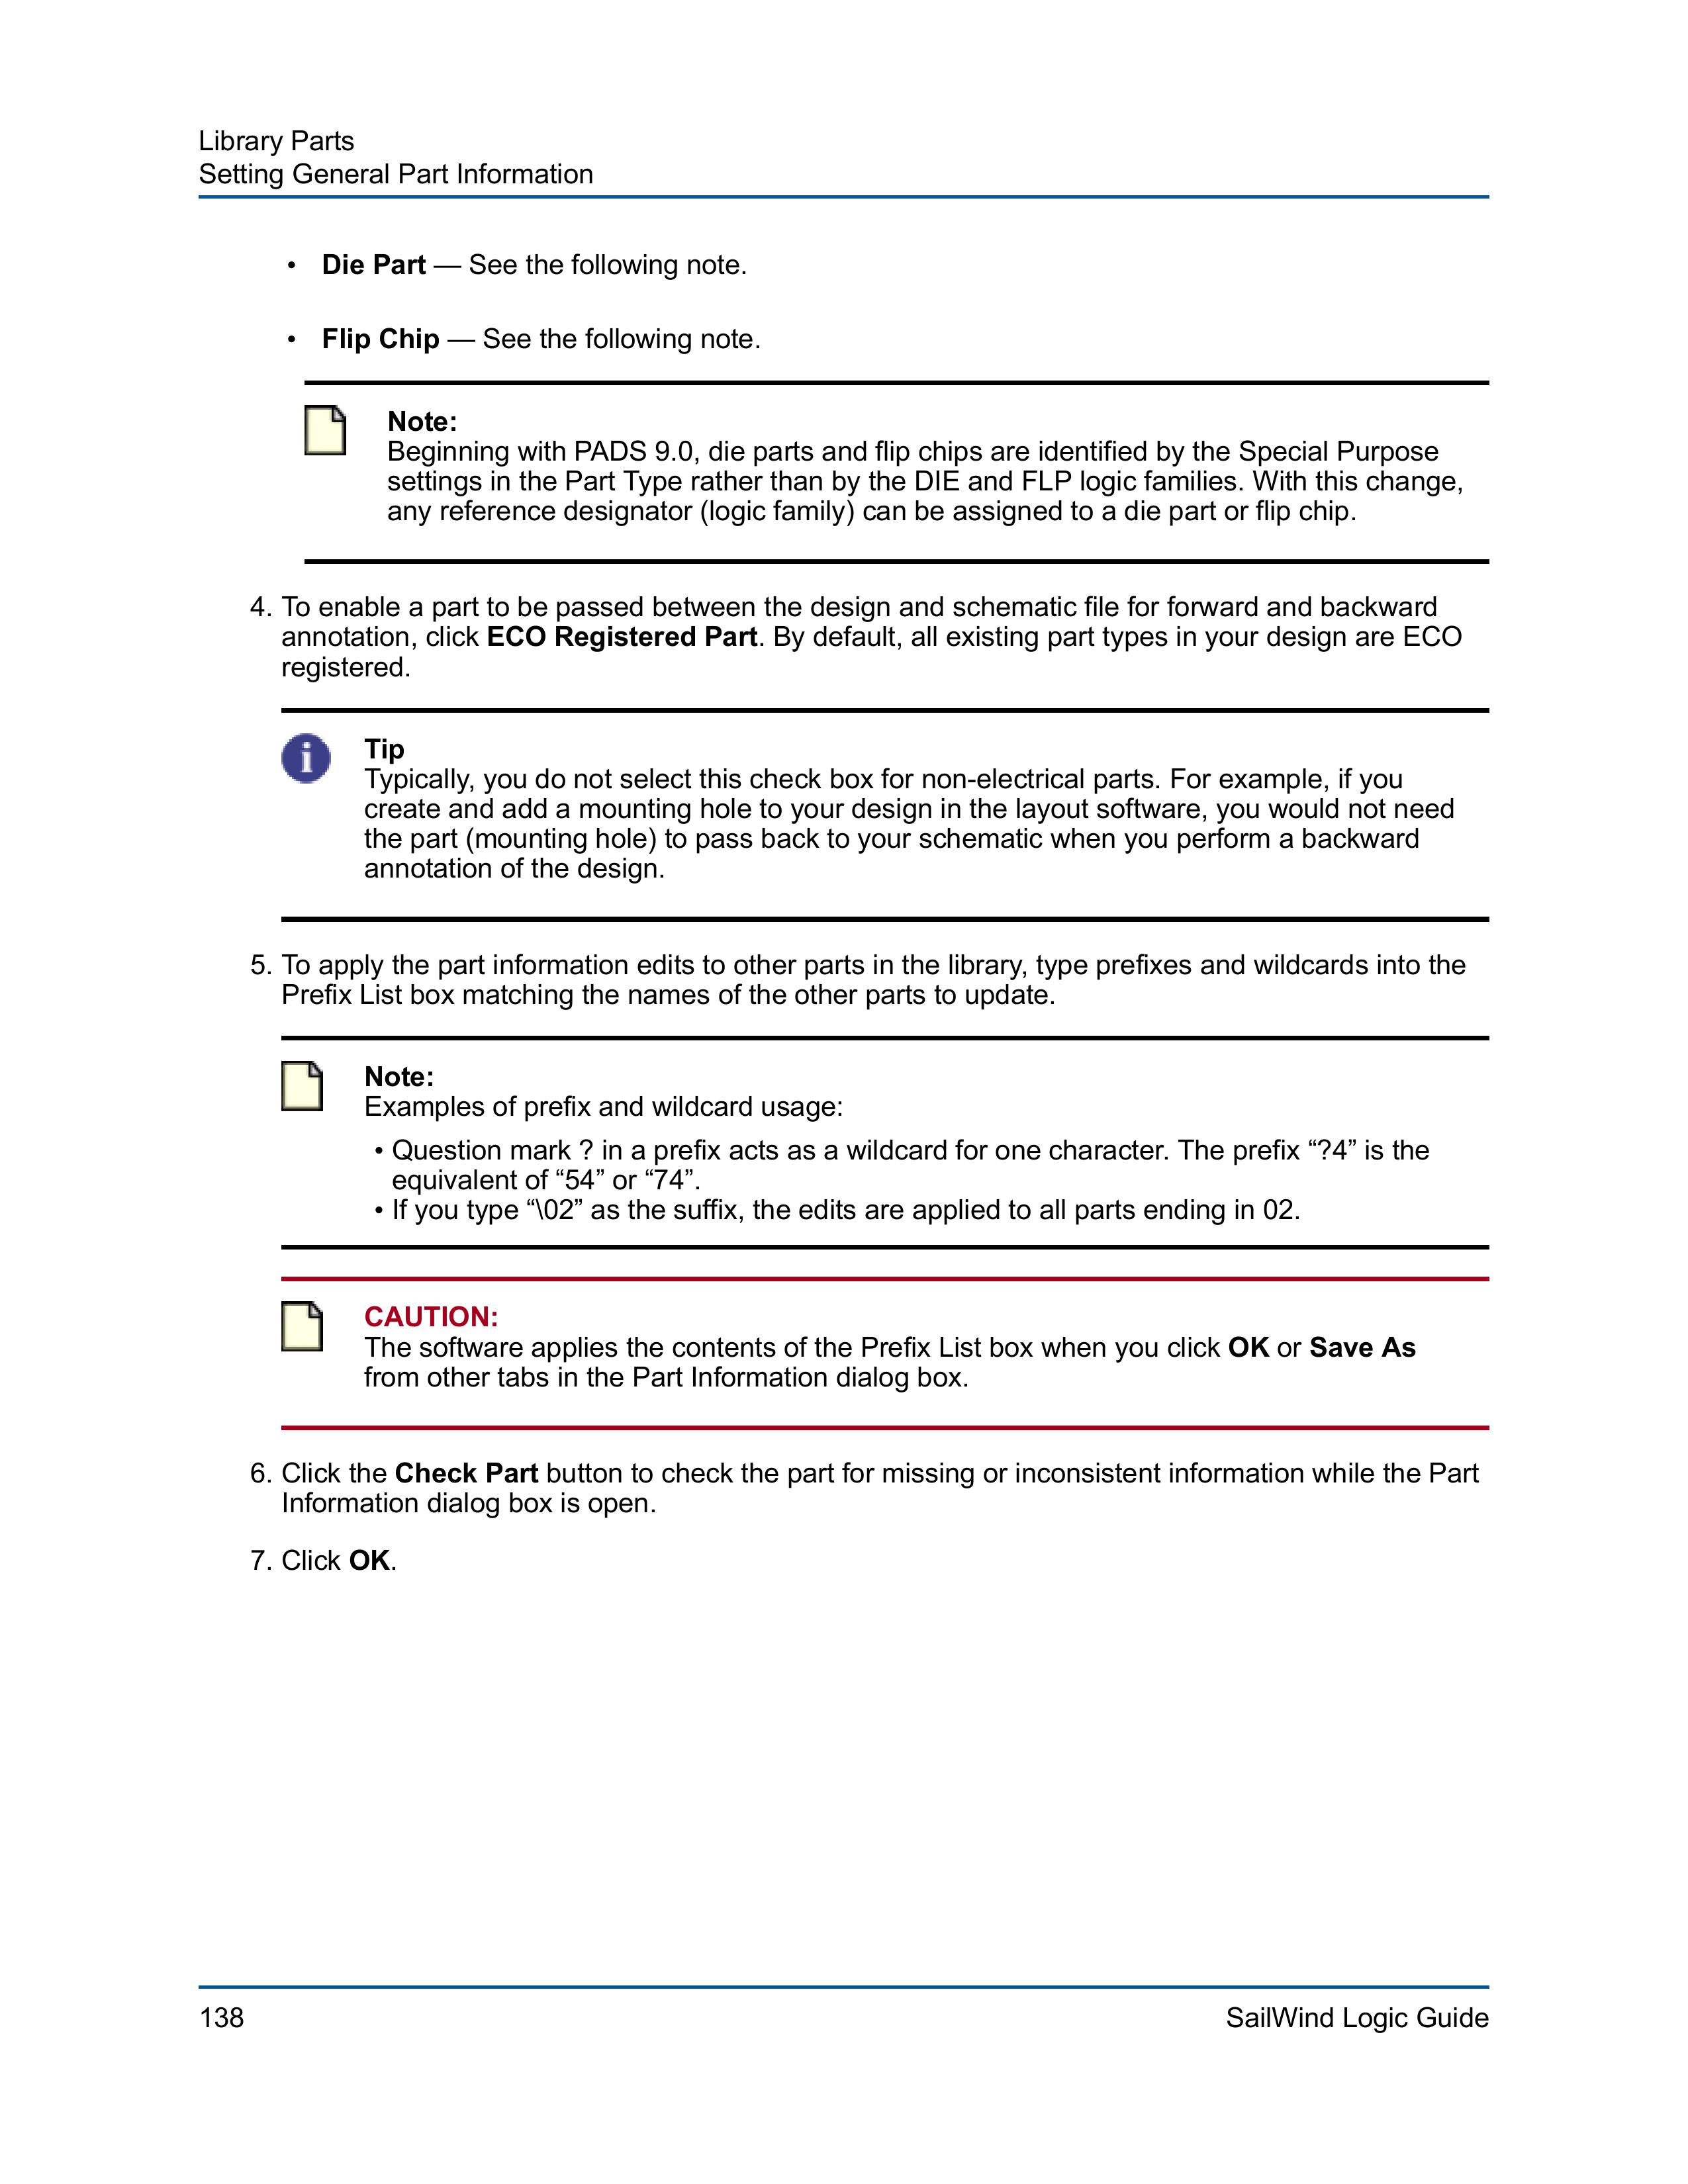 Library Parts
Setting General Part Information
• Die Part — See the following note.
• Flip Chip — See the following note.
Note:
Beginning with PADS 9.0, die parts and flip chips are identified by the Special Purpose
settings in the Part Type rather than by the DIE and FLP logic families. With this change,
any reference designator (logic family) can be assigned to a die part or flip chip.
4. To enable a part to be passed between the design and schematic file for forward and backward
annotation, click ECO Registered Part. By default, all existing part types in your design are ECO
registered.
Tip
Typically, you do not select this check box for non-electrical parts. For example, if you
create and add a mounting hole to your design in the layout software, you would not need
the part (mounting hole) to pass back to your schematic when you perform a backward
annotation of the design.
5. To apply the part information edits to other parts in the library, type prefixes and wildcards into the
Prefix List box matching the names of the other parts to update.
Note:
Examples of prefix and wildcard usage:
• Question mark ? in a prefix acts as a wildcard for one character. The prefix “?4” is the
equivalent of “54” or “74”.
• If you type “\02” as the suffix, the edits are applied to all parts ending in 02.
CAUTION:
The software applies the contents of the Prefix List box when you click OK or Save As
from other tabs in the Part Information dialog box.
6. Click the Check Part button to check the part for missing or inconsistent information while the Part
Information dialog box is open.
7. Click OK.
138
SailWind Logic Guide